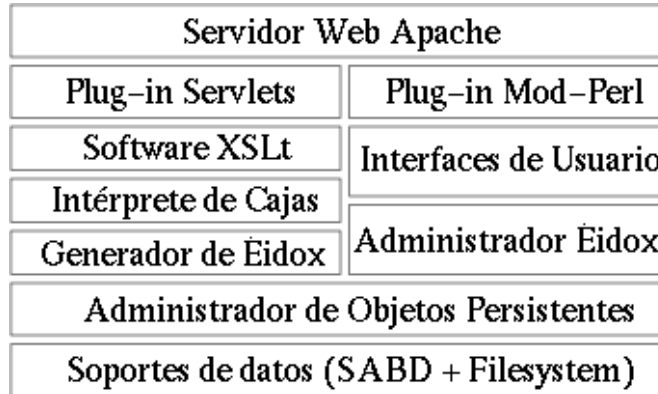 Servidor Web Apache
Plug-in Servlets
Plug-in Mod-Perl
Software XSLt
Interfaces de Usuario
Intérprete de Cajas
Generador de Éidox
Administrador Éidox
Administrador de Objetos Persistentes
Soportes de datos (SABD + Filesystem)